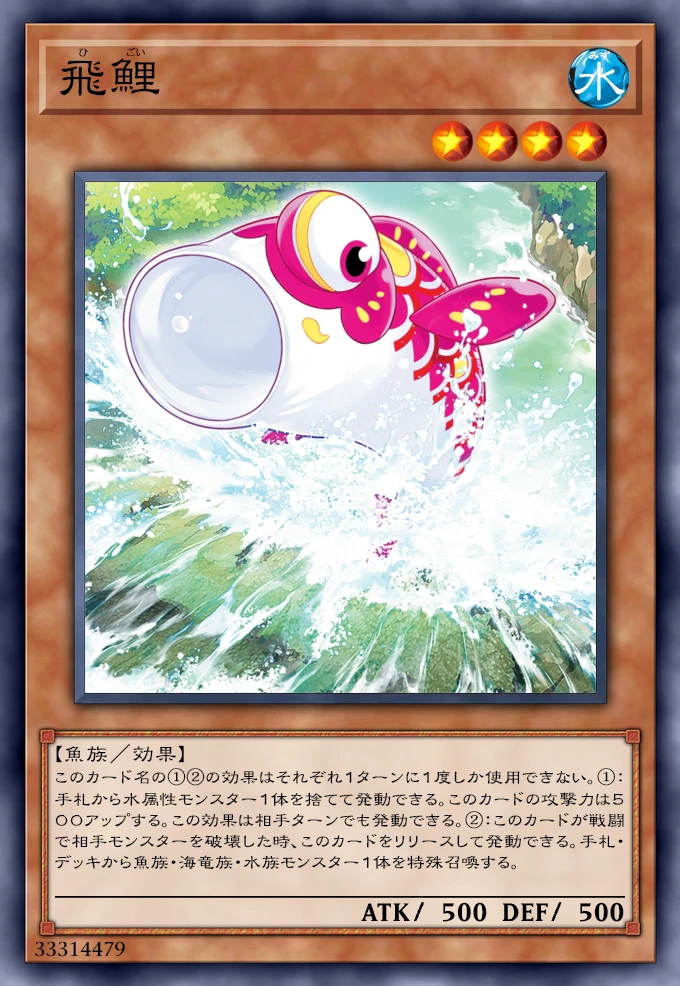 ひ ごい
飛鯉
みず
水
【魚族／効果】
このカード名の①②の効果はそれぞれ1ターンに1度しか使用できない。①：
手札から水属性モンスター1体を捨てて発動できる。このカードの攻撃力は５
００アップする。この効果は相手ターンでも発動できる。②：このカードが戦闘
で相手モンスターを破壊した時、このカードをリリースして発動できる。手札・
デッキから魚族・海竜族・水族モンスター1体を特殊召喚する。
ATK/ 500 DEF/ 500
33314479